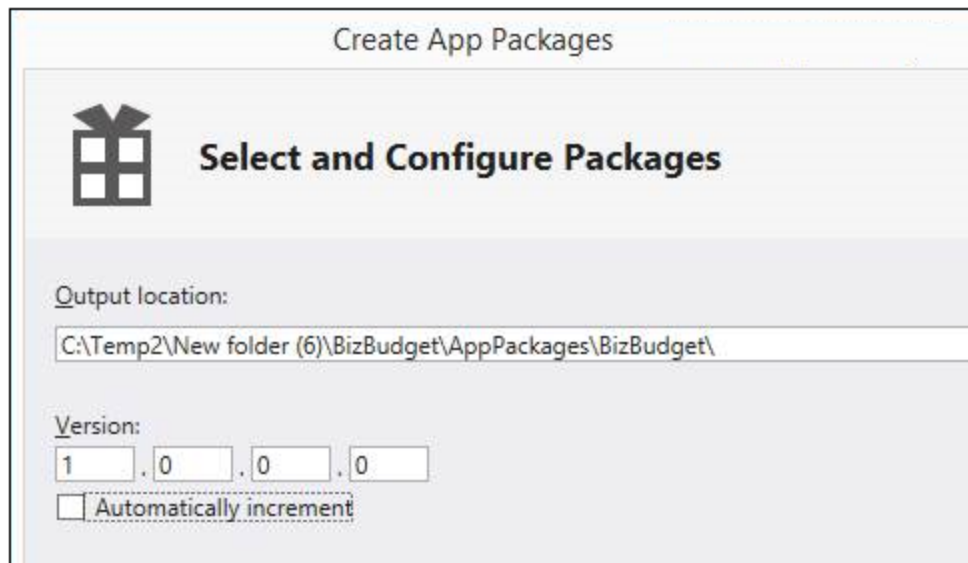 Create App Packages
Select and Configure Packages
Output location:
C:\Temp2\New folder (6)\BizBudget\AppPackages\BizBudget\
Version:
1 . 0 . 0 . 0
Automatically increment